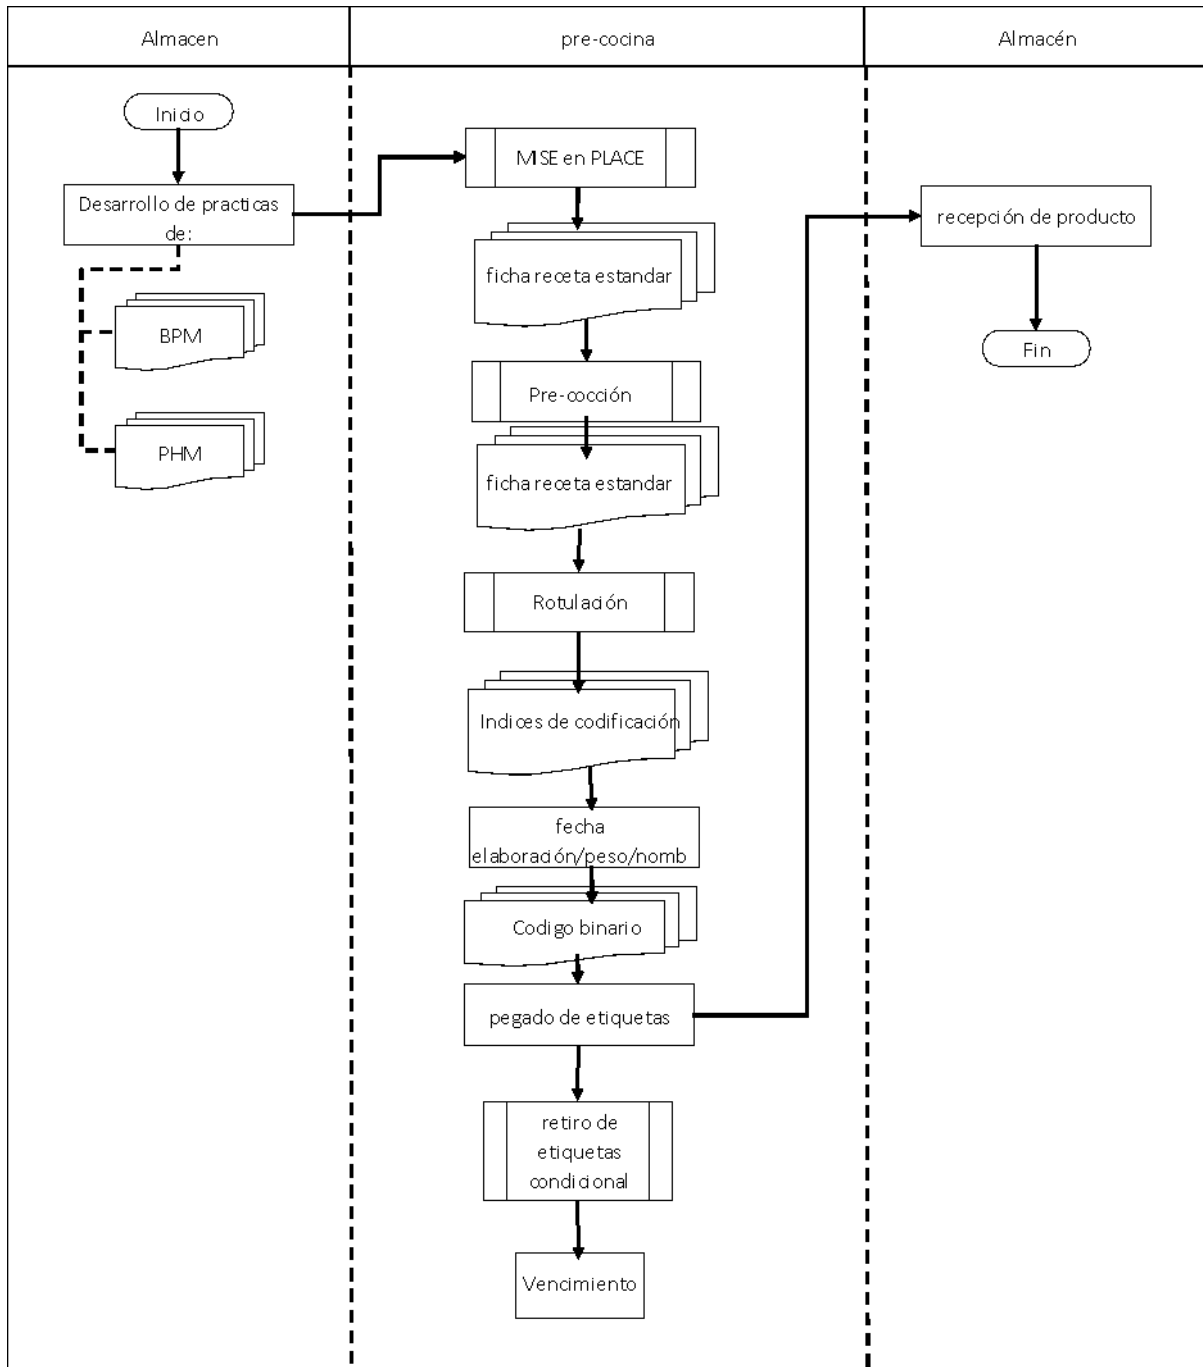 Almacen
pre-cocina
Almacén
Inicio
Desarrollo de practicas
de:
BPM
PHM
MISE en PLACE
ficha receta estandar
Pre-cocción
ficha receta estandar
Rotulación
Indices de codificación
fecha
elaboración/peso/nomb
Codigo binario
pegado de etiquetas
retiro de
etiquetas
condicional
Vencimiento
recepción de producto
Fin